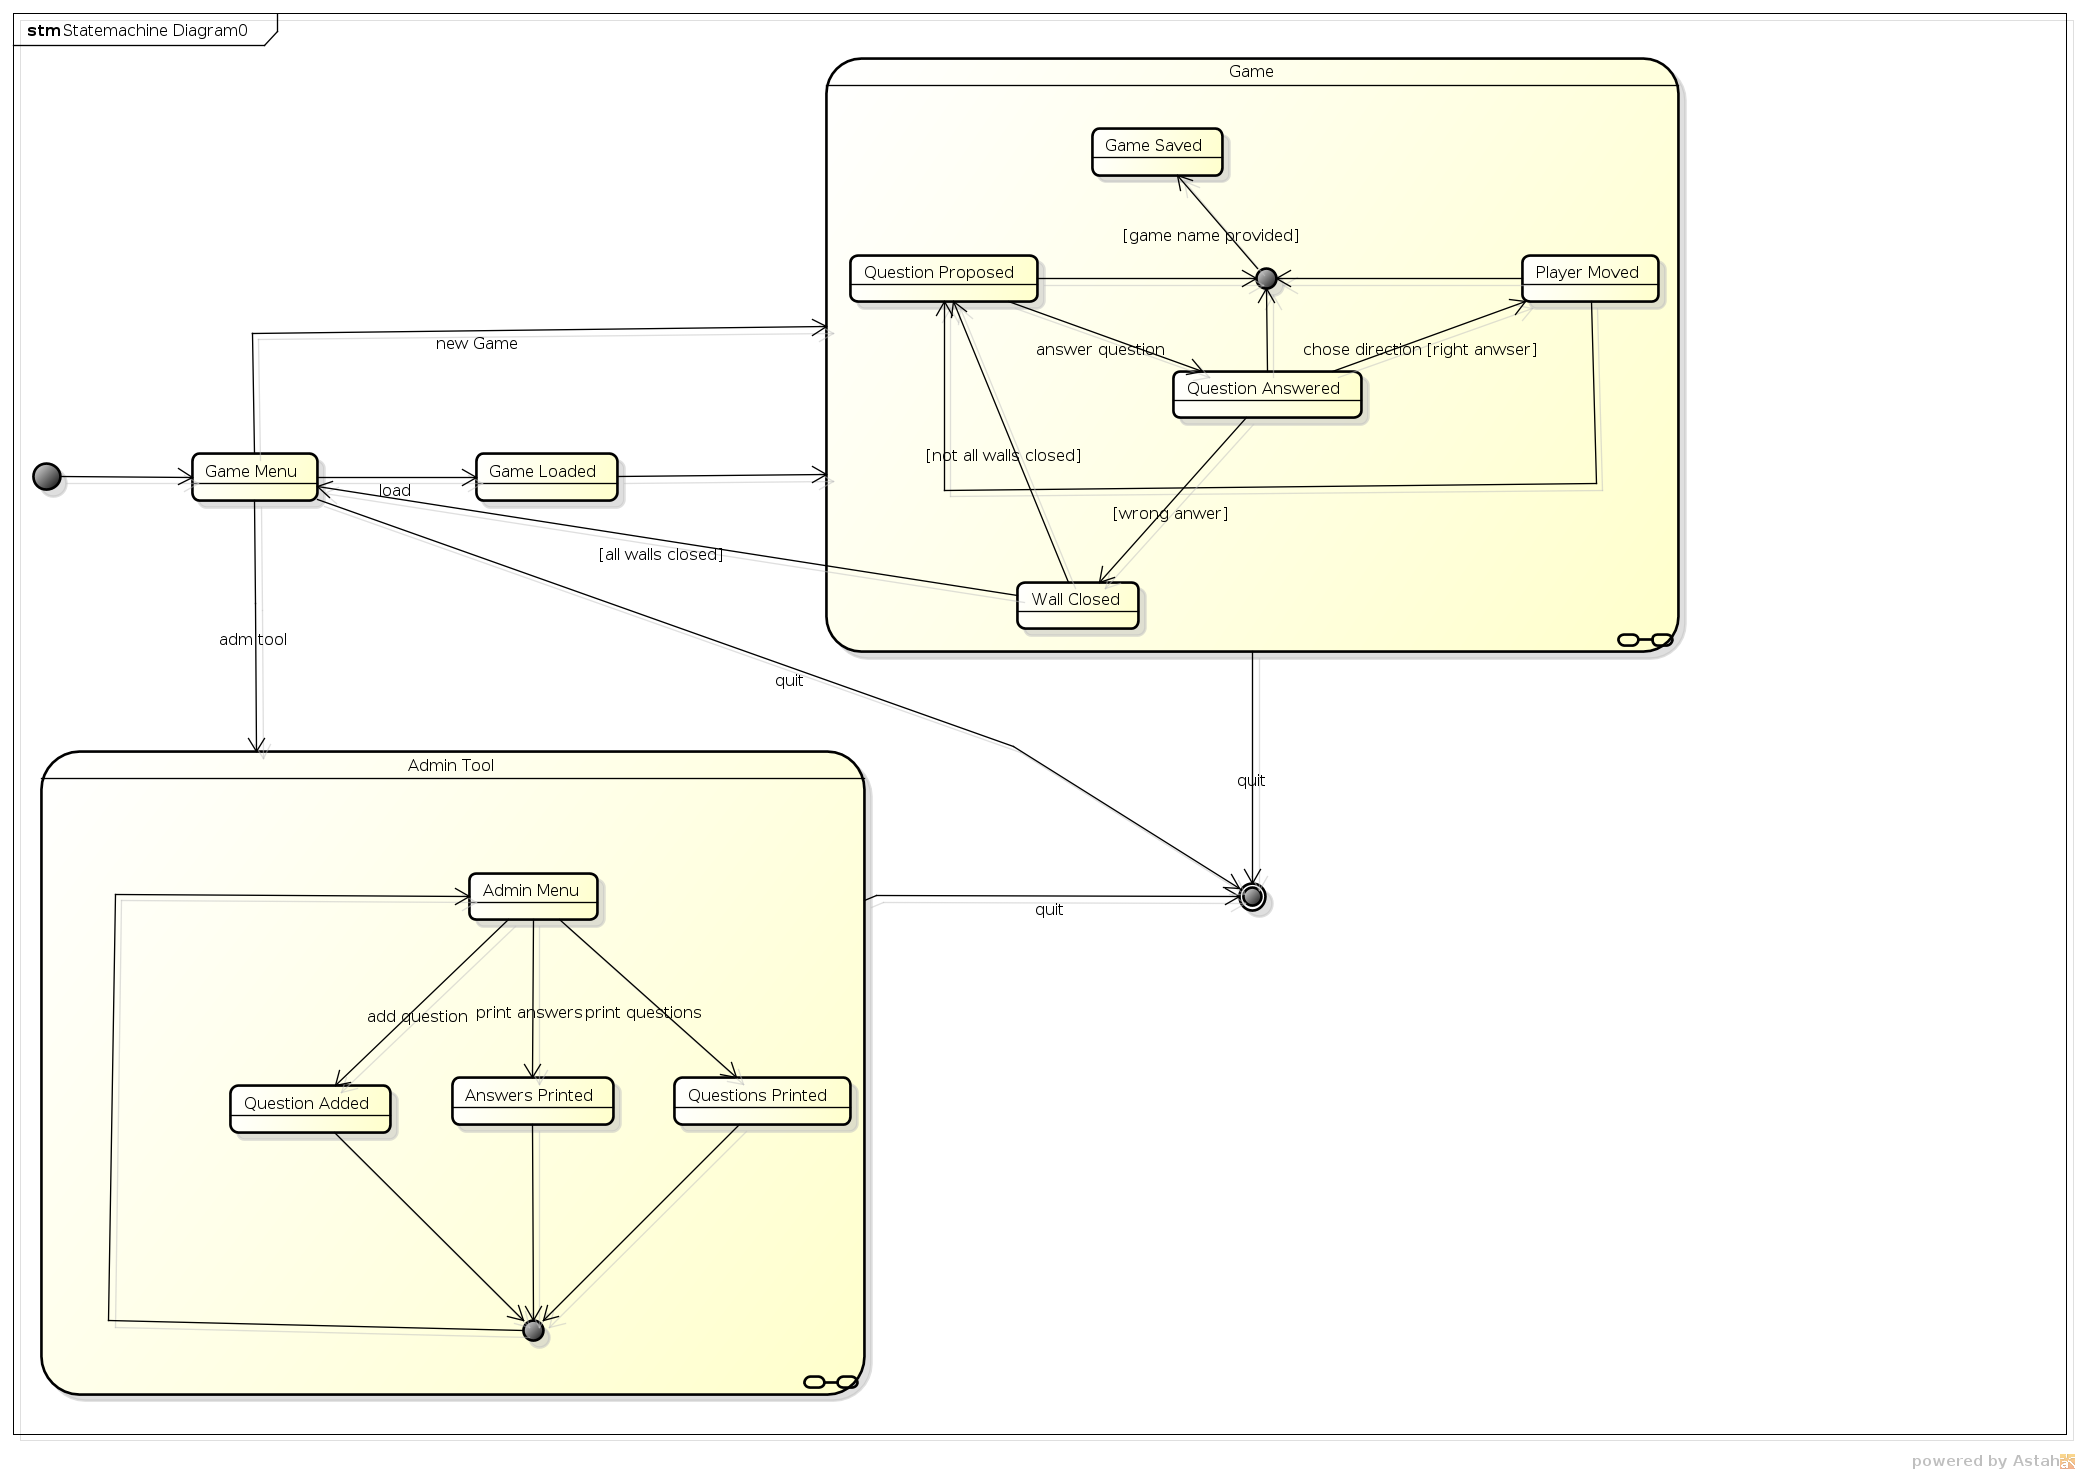 stm Statemachine Diagram0
Game
Game Saved
[game name provided]
Question Proposed
Player Moved
new Game
answer question
chose direction [right anwser]
Question Answered
[not all walls closed]
Game Menu
Game Loaded
load
[wrong anwer]
[all walls closed]
Wall Closed
adm tool
quit
Admin Tool
quit
Admin Menu
quit
add question
print answers
print questions
Question Added
Answers Printed
Questions Printed
powered by Astah